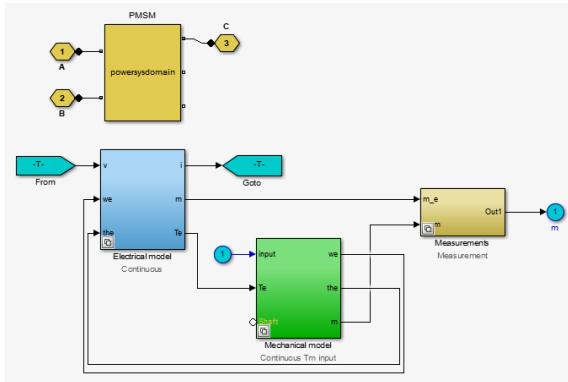 PMSM
C
1
A
powersysdomain
3
2
B
-T-
From
v
i
-T-
Goto
we
m
the
Te
Electrical model
Continuous
m_e
Out1
m
Measurements
Measurement
1
m
1
input
we
Te
the
Shaft
m
Mechanical model
Continuous Tm input